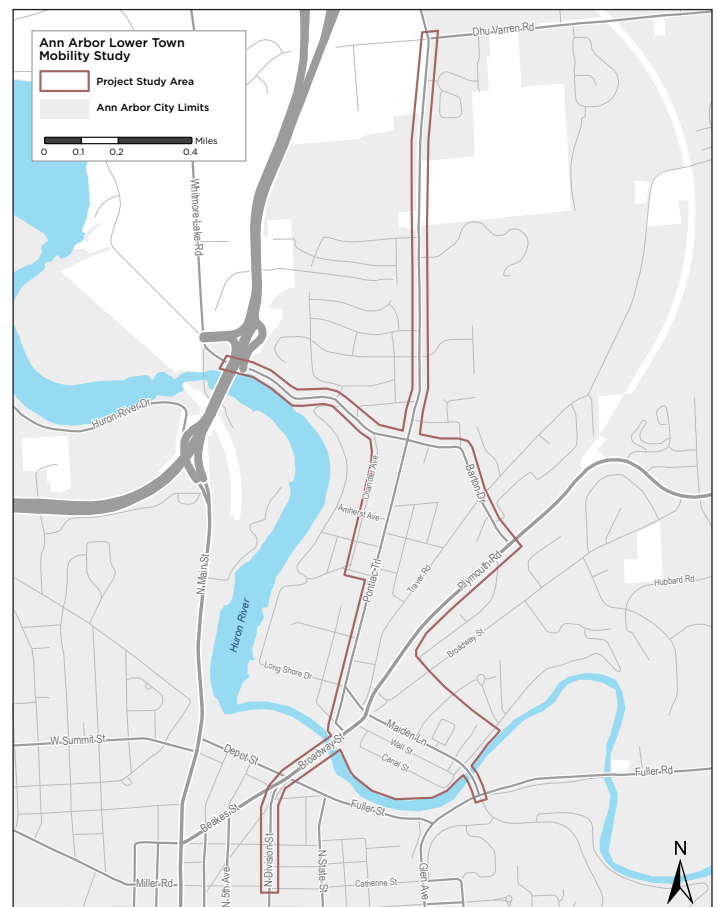 Ann Arbor Lower Town
Mobility Study
Project Study Area
Ann Arbor City Limits
Miles
0 0.1 0.2 0.4
Dhu Varren Rd
Whitmore Lake Rd
Huron River Dr
Barton Dr
Chandler Ave
Amherst Ave
Pontiac Trl
Traver Rd
Plymouth Rd
Hubbard Rd
N Main St
Huron River
Broadway St
Long Shore Dr
Maiden Ln
Wall St
Canal St
W Summit St
Depot St
Broadway St
Fuller Rd
Beakes St
Fuller St
N Division St
N 5th Ave
N State St
Glen Ave
Miller Rd
Catherine St
N